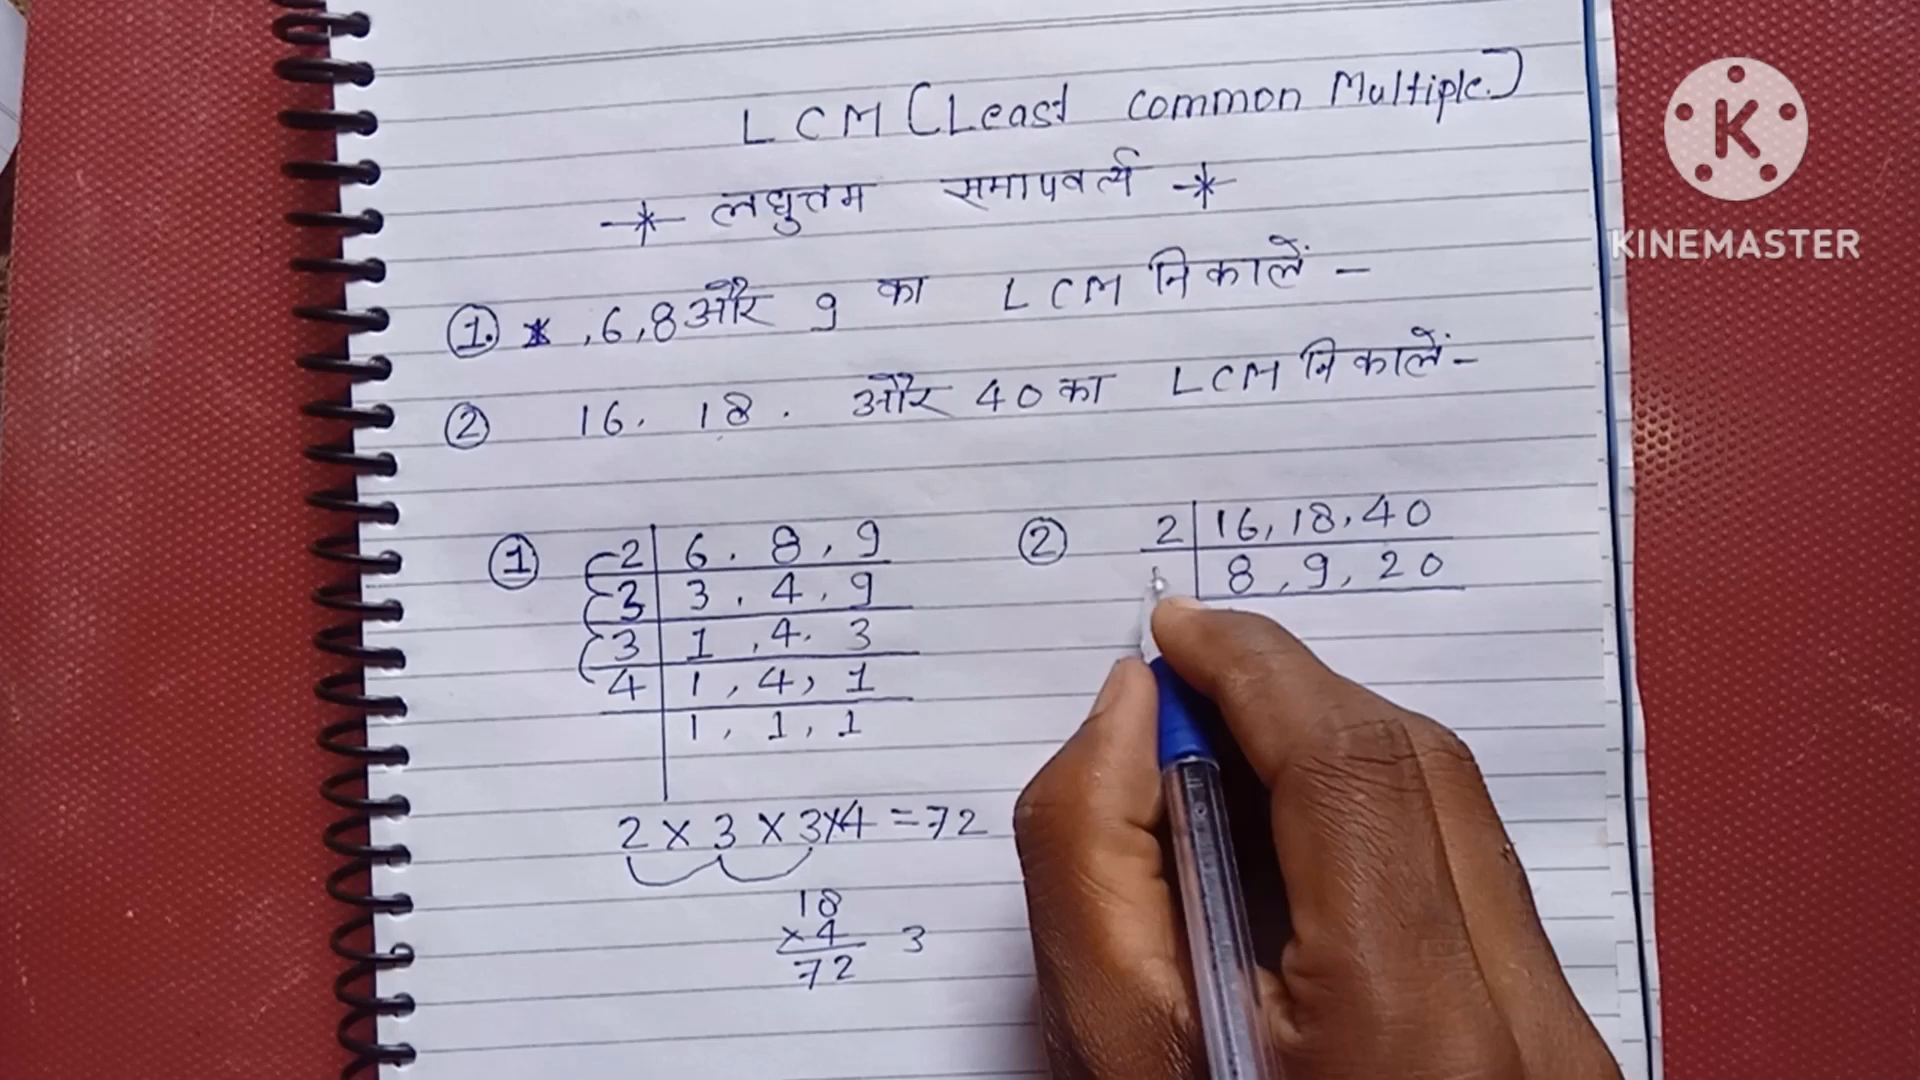 LCM (Least common Multiple.)
लघुत्तम समापवर्त्य
1. ,6,8 और 9 का LCM निकालें -
2 16. 18. और 40 का LCM निकालें -
1 2 6. 8, 9
3 3, 4, 9
3 1, 4. 3
4 1, 4, 1
1, 1, 1
2 × 3 × 3×4 = 72
18
×4 3
72
2 2 16, 18, 40
8, 9, 20
K
KINEMASTER